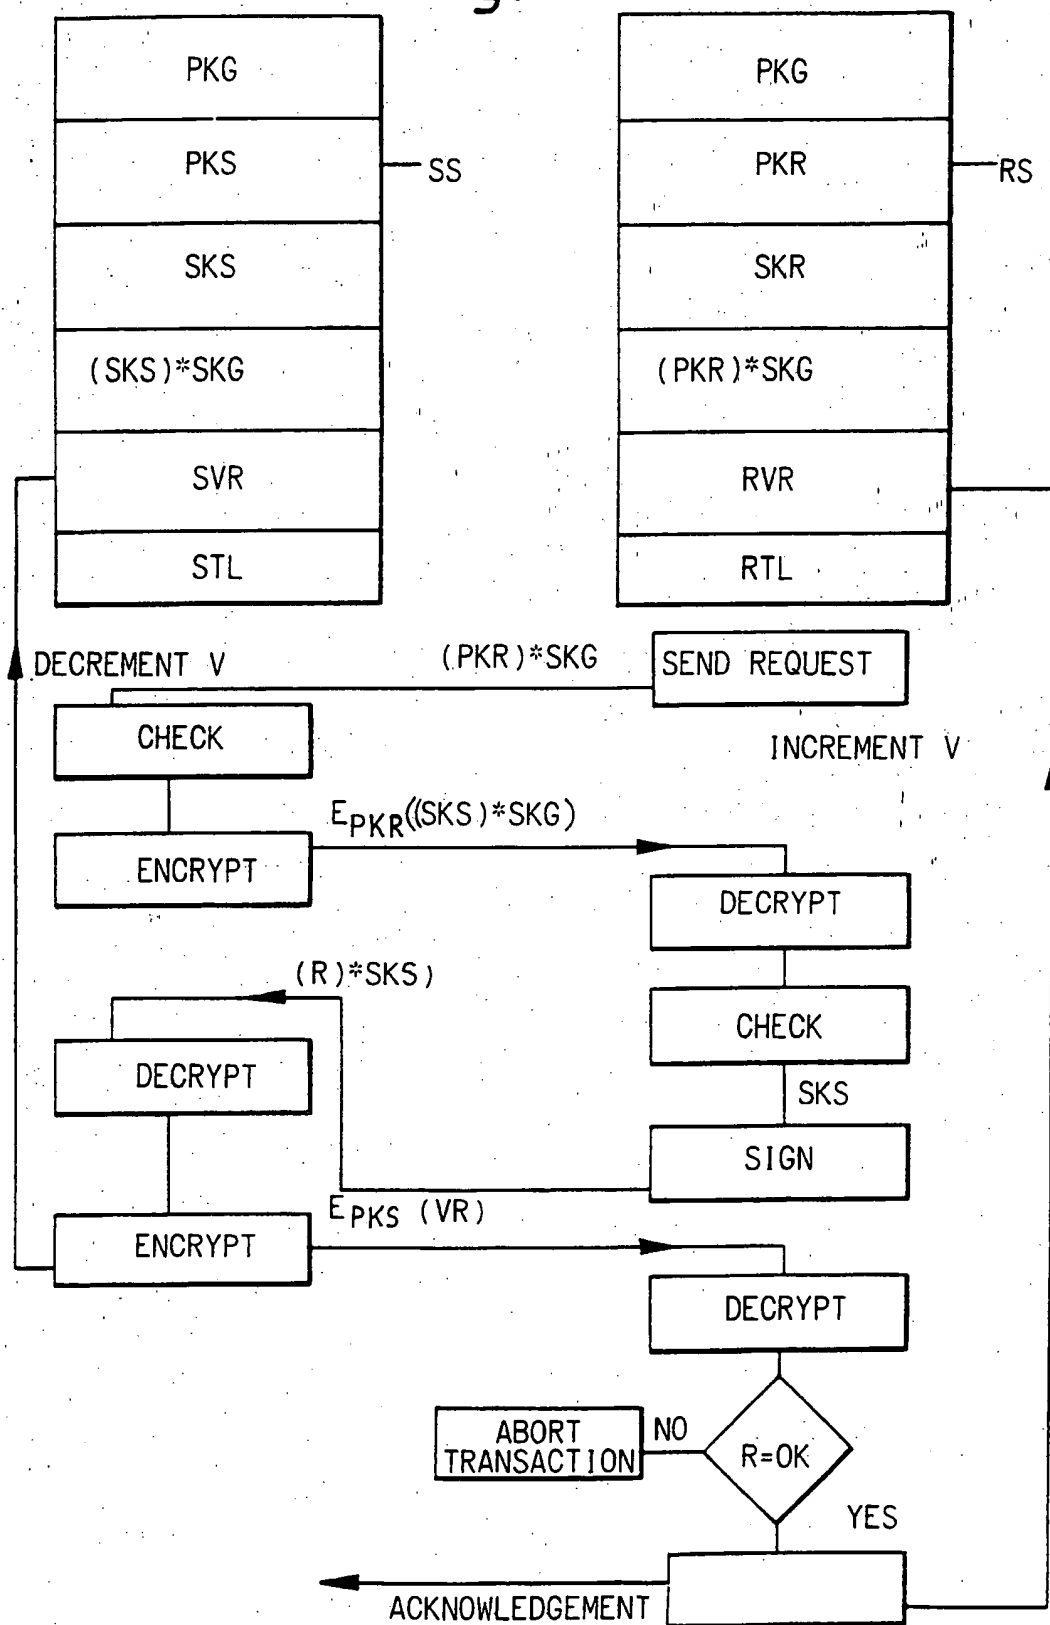 PKG
PKS
SS
SKS
(SKS)*SKG
SVR
STL
PKG
PKR
RS
SKR
(PKR)*SKG
RVR
RTL
DECREMENT V
(PKR)*SKG
SEND REQUEST
CHECK
INCREMENT V
EPKR((SKS)*SKG)
ENCRYPT
DECRYPT
(R)*SKS)
CHECK
DECRYPT
SKS
SIGN
EPKS (VR)
ENCRYPT
DECRYPT
ABORT
TRANSACTION
NO
R=OK
YES
ACKNOWLEDGEMENT